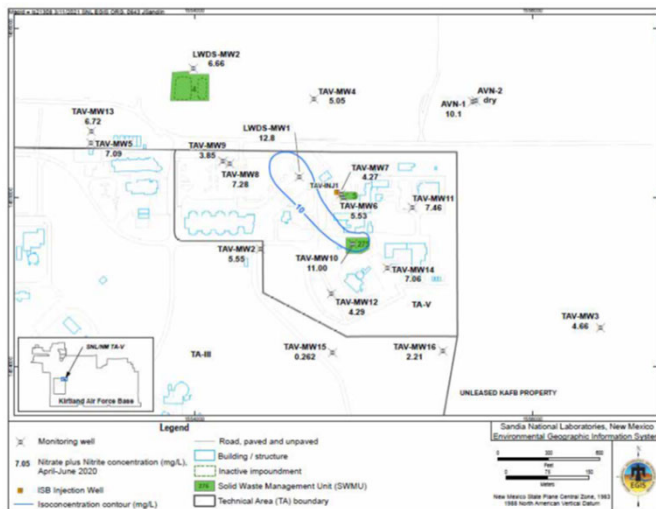 LWDS-MW2
6.66
TAV-MW4
5.05
AVN-2
dry
AVN-1
10.1
TAV-MW13
6.72
TAV-MW5
7.09
LWDS-MW1
12.8
TAV-MW9
3.85
TAV-MW8
7.28
TAV-INJ1
TAV-MW7
4.27
TAV-MW6
5.53
TAV-MW11
7.46
10
TAV-MW2
5.55
TAV-MW10
11.00
TAV-MW14
7.06
TAV-MW12
4.29
TA-V
TAV-MW3
4.66
TA-III
TAV-MW15
0.262
TAV-MW16
2.21
SNL/NM TA-V
Kirtland Air Force Base
UNLEASED KAFB PROPERTY
Legend
Monitoring well
7.05 Nitrate plus Nitrite concentration (mg/L),
April-June 2020
ISB Injection Well
Isoconcentration contour (mg/L)
Road, paved and unpaved
Building / structure
Inactive impoundment
Solid Waste Management Unit (SWMU)
Technical Area (TA) boundary
Sandia National Laboratories, New Mexico
Environmental Geographic Information System
Feet
Meters
New Mexico State Plane Central Zone, 1983
1988 North American Vertical Datum
EGIS